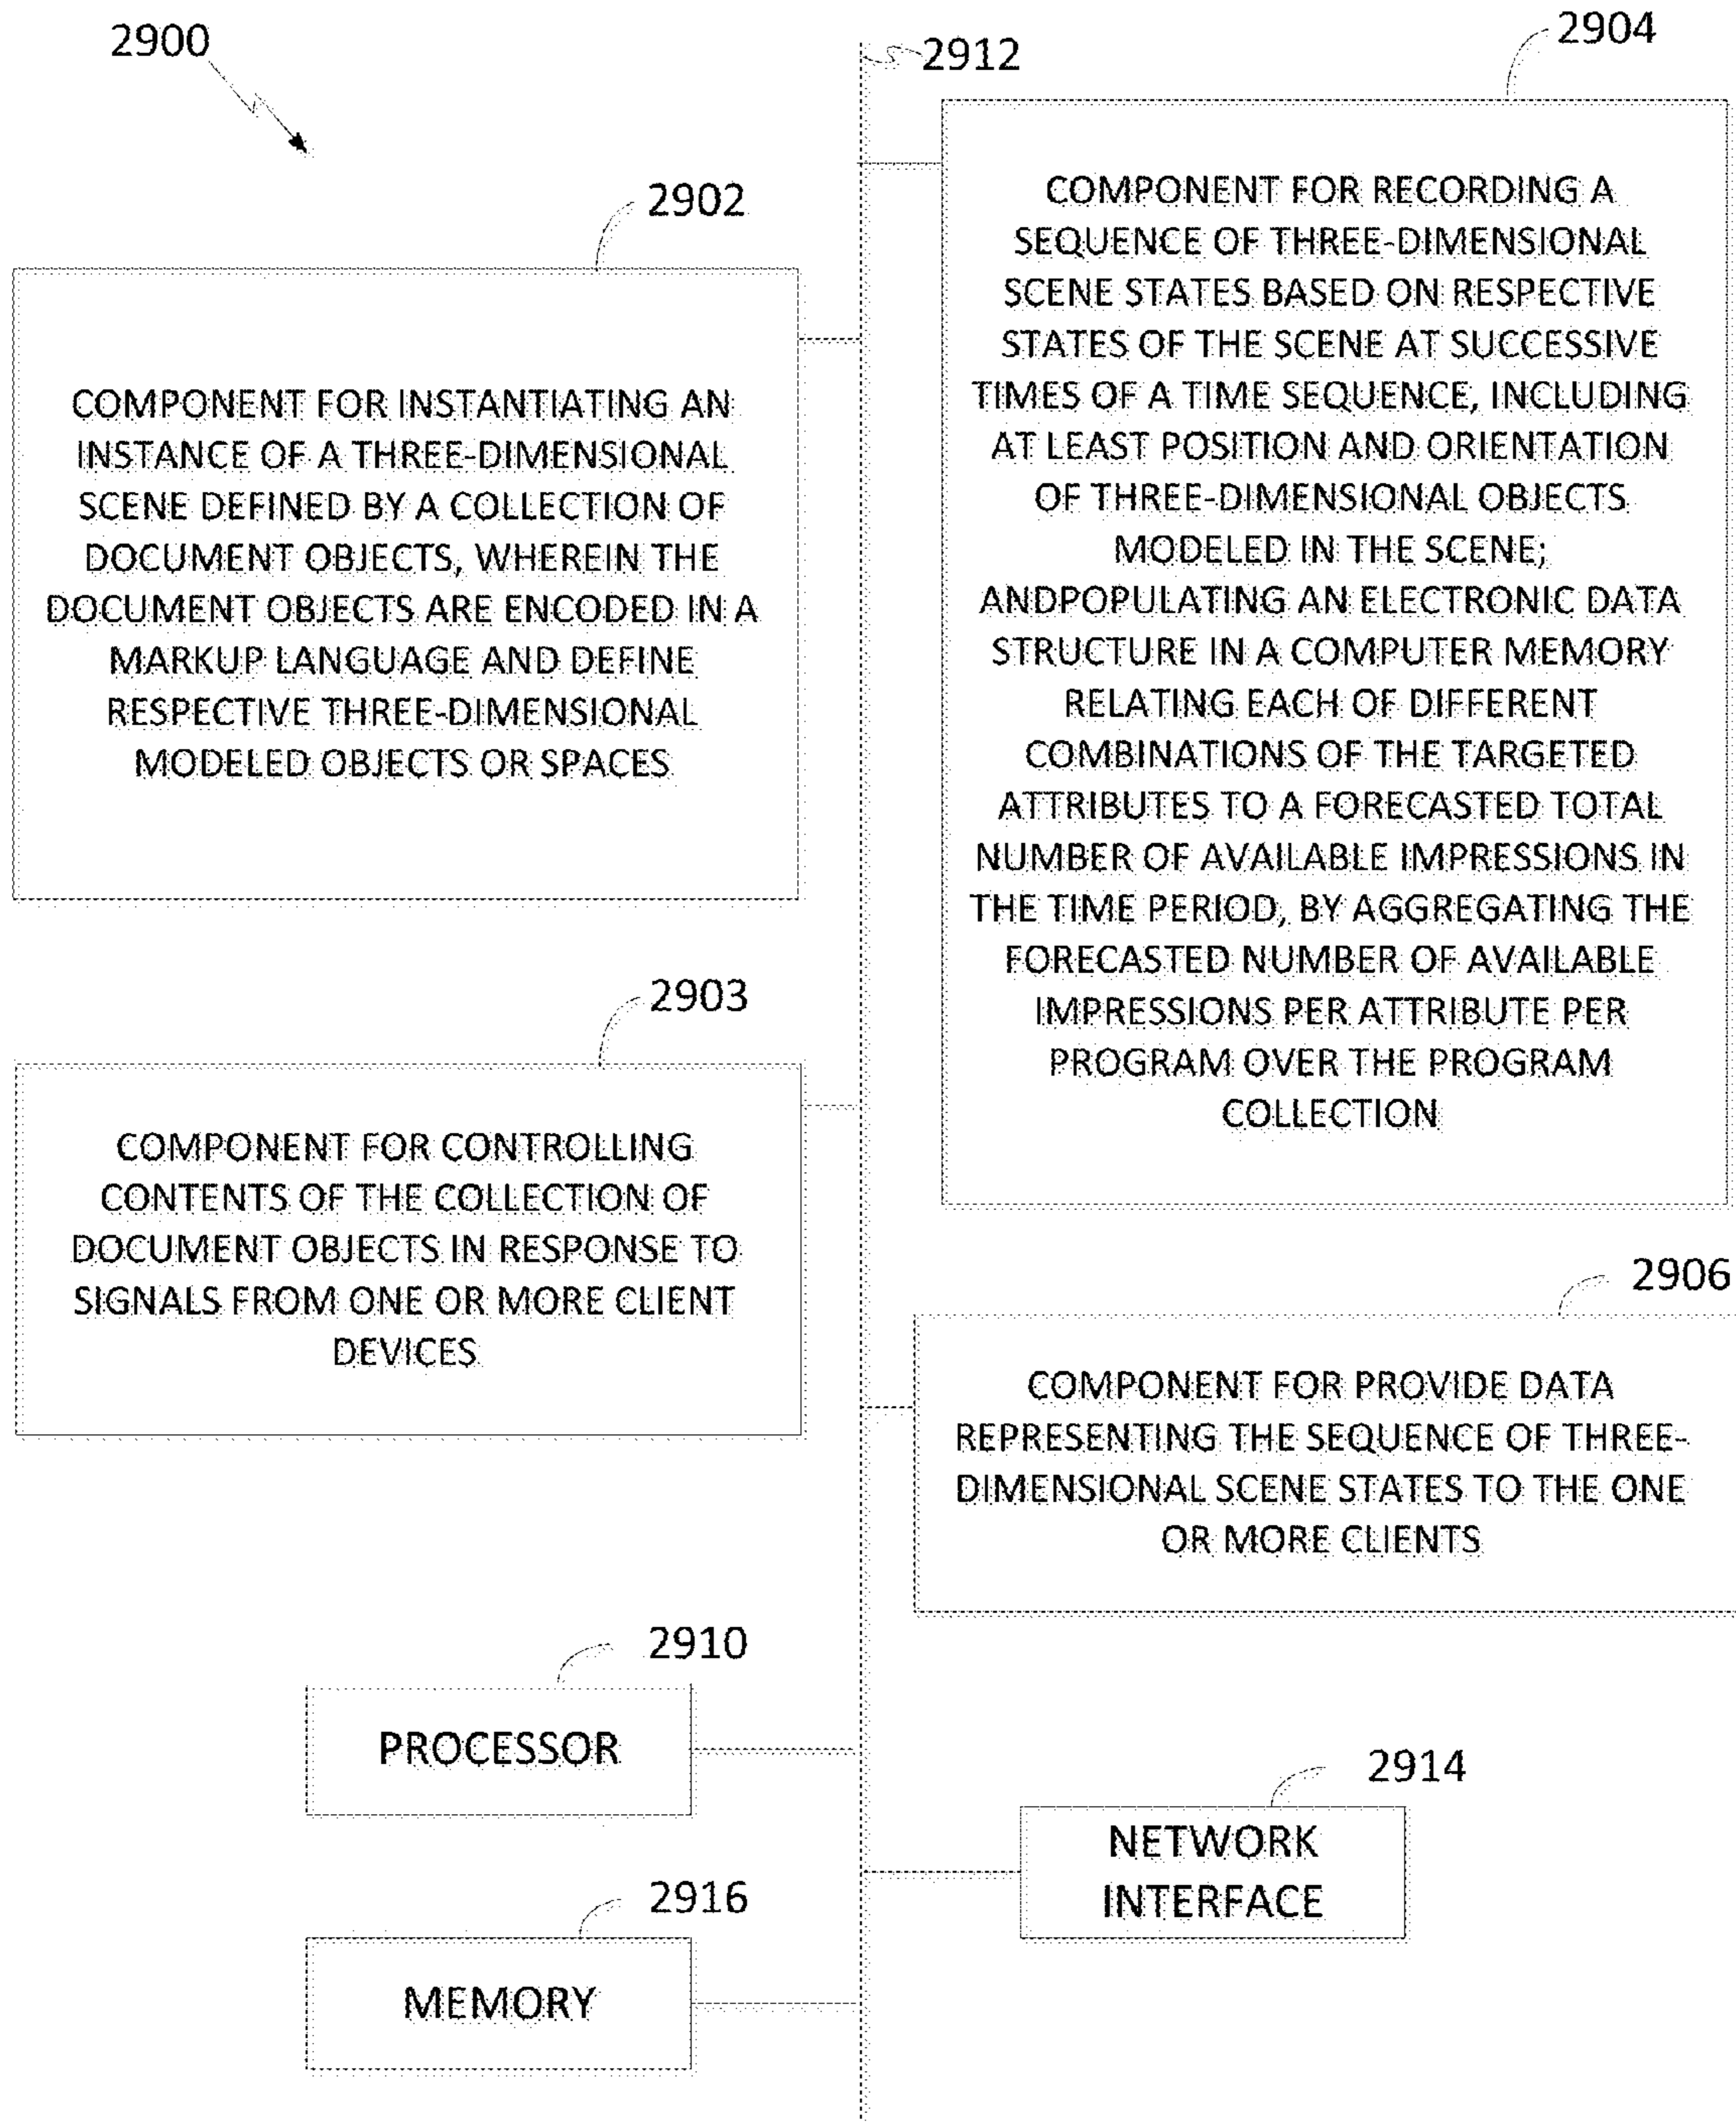 2900
2912
2904
2902
COMPONENT FOR INSTANTIATING AN
INSTANCE OF A THREE-DIMENSIONAL
SCENE DEFINED BY A COLLECTION OF
DOCUMENT OBJECTS, WHEREIN THE
DOCUMENT OBJECTS ARE ENCODED IN A
MARKUP LANGUAGE AND DEFINE
RESPECTIVE THREE-DIMENSIONAL
MODELED OBJECTS OR SPACES
COMPONENT FOR RECORDING A
SEQUENCE OF THREE-DIMENSIONAL
SCENE STATES BASED ON RESPECTIVE
STATES OF THE SCENE AT SUCCESSIVE
TIMES OF A TIME SEQUENCE, INCLUDING
AT LEAST POSITION AND ORIENTATION
OF THREE-DIMENSIONAL OBJECTS
MODELED IN THE SCENE;
ANDPOPULATING AN ELECTRONIC DATA
STRUCTURE IN A COMPUTER MEMORY
RELATING EACH OF DIFFERENT
COMBINATIONS OF THE TARGETED
ATTRIBUTES TO A FORECASTED TOTAL
NUMBER OF AVAILABLE IMPRESSIONS IN
THE TIME PERIOD, BY AGGREGATING THE
FORECASTED NUMBER OF AVAILABLE
IMPRESSIONS PER ATTRIBUTE PER
PROGRAM OVER THE PROGRAM
COLLECTION
2903
COMPONENT FOR CONTROLLING
CONTENTS OF THE COLLECTION OF
DOCUMENT OBJECTS IN RESPONSE TO
SIGNALS FROM ONE OR MORE CLIENT
DEVICES
2906
COMPONENT FOR PROVIDE DATA
REPRESENTING THE SEQUENCE OF THREE-
DIMENSIONAL SCENE STATES TO THE ONE
OR MORE CLIENTS
2910
PROCESSOR
2914
NETWORK
INTERFACE
2916
MEMORY